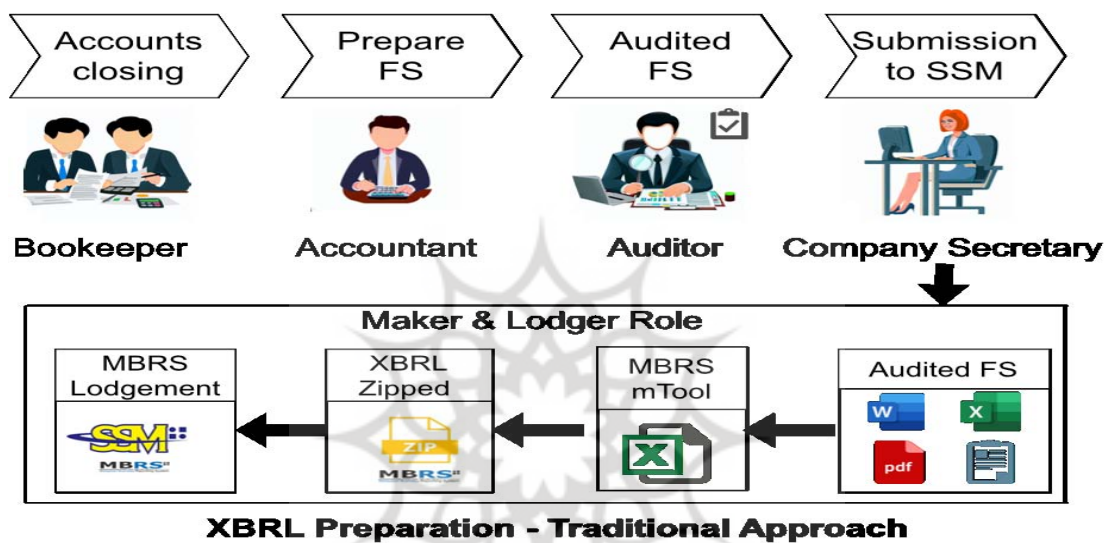 Accounts
closing
Prepare
FS
Audited
FS
Submission
to SSM
Bookeeper
Accountant
Auditor
Company Secretary
Maker & Lodger Role
MBRS
Lodgement
XBRL
Zipped
MBRS
mTool
Audited FS
SSM
MBRS
ZIP
MBRS
X
W
X
pdf
XBRL Preparation - Traditional Approach